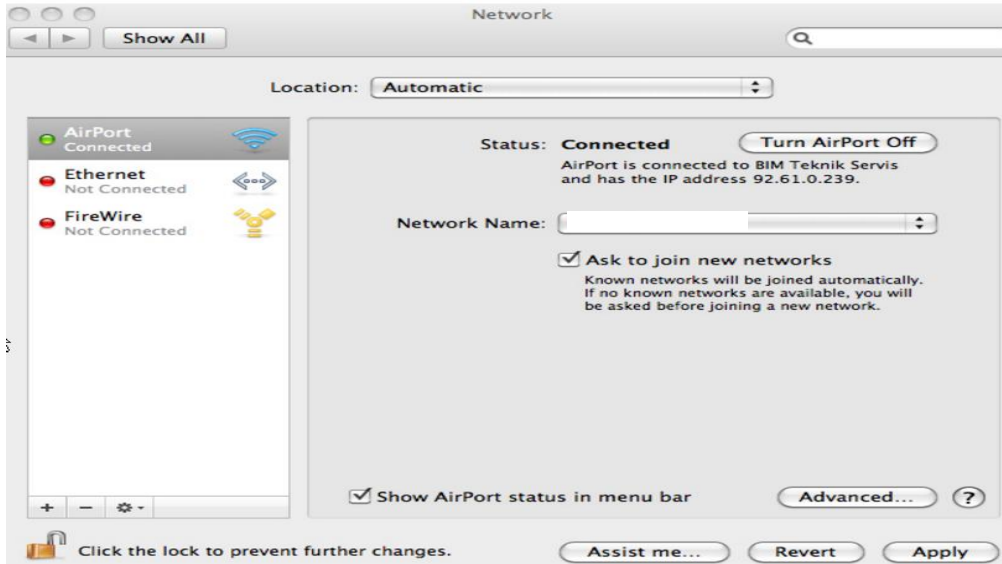 Network
Show All
Location: Automatic
AirPort
Connected
Ethernet
Not Connected
FireWire
Not Connected
Status: Connected
Turn AirPort Off
AirPort is connected to BIM Teknik Servis
and has the IP address 92.61.0.239.
Network Name:
Ask to join new networks
Known networks will be joined automatically.
If no known networks are available, you will
be asked before joining a new network.
Show AirPort status in menu bar
Advanced...
?
Click the lock to prevent further changes.
Assist me...
Revert
Apply